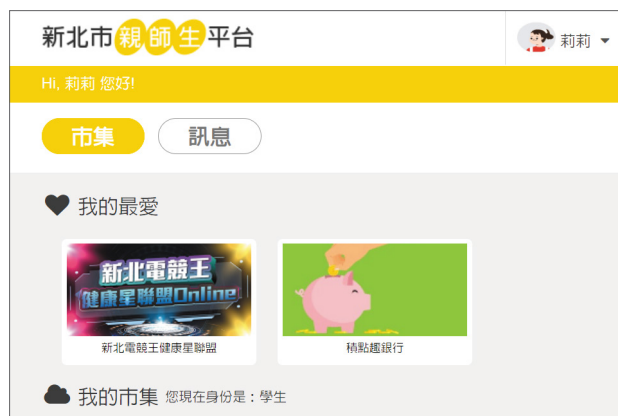 新北市親師生平台
莉莉
Hi, 莉莉 您好!
市集
訊息
我的最愛
新北電競王
健康星聯盟Online
新北電競王健康星聯盟
積點趣銀行
我的市集 您現在身份是：學生